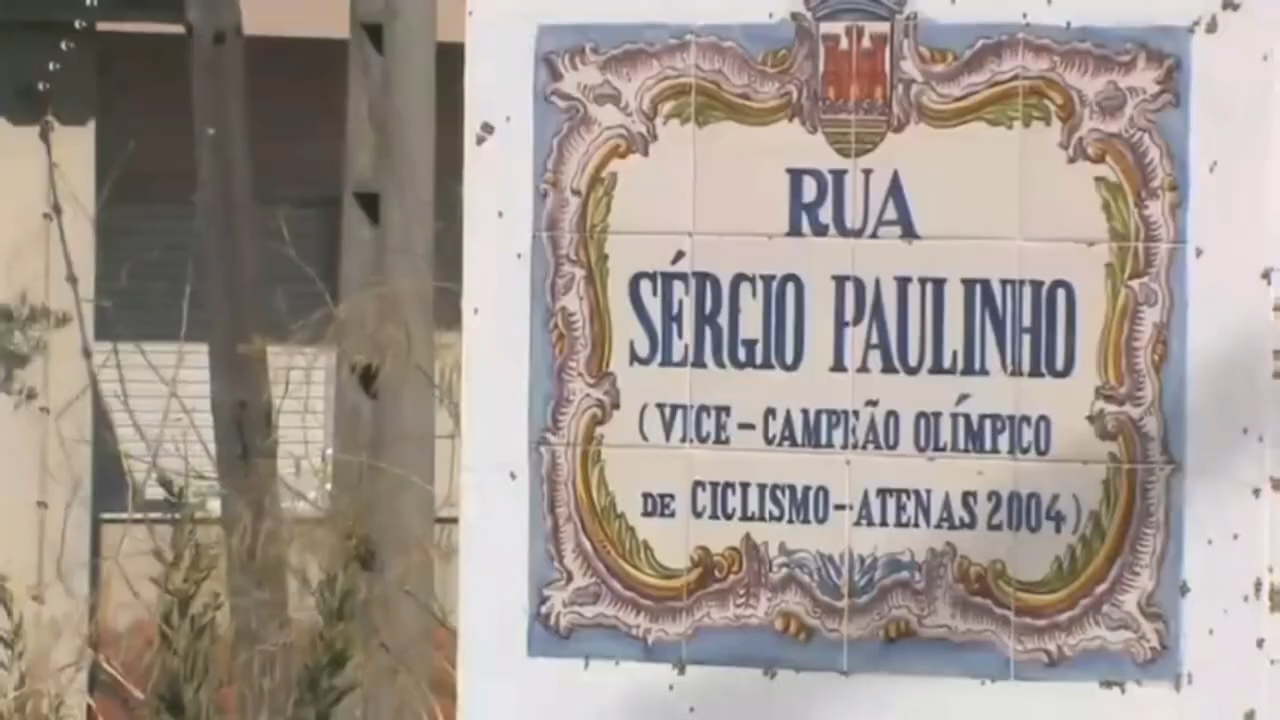 RUA
SÉRGIO PAULINHO
(VICE-CAMPEÃO OLÍMPICO
DE CICLISMO-ATENAS 2004)